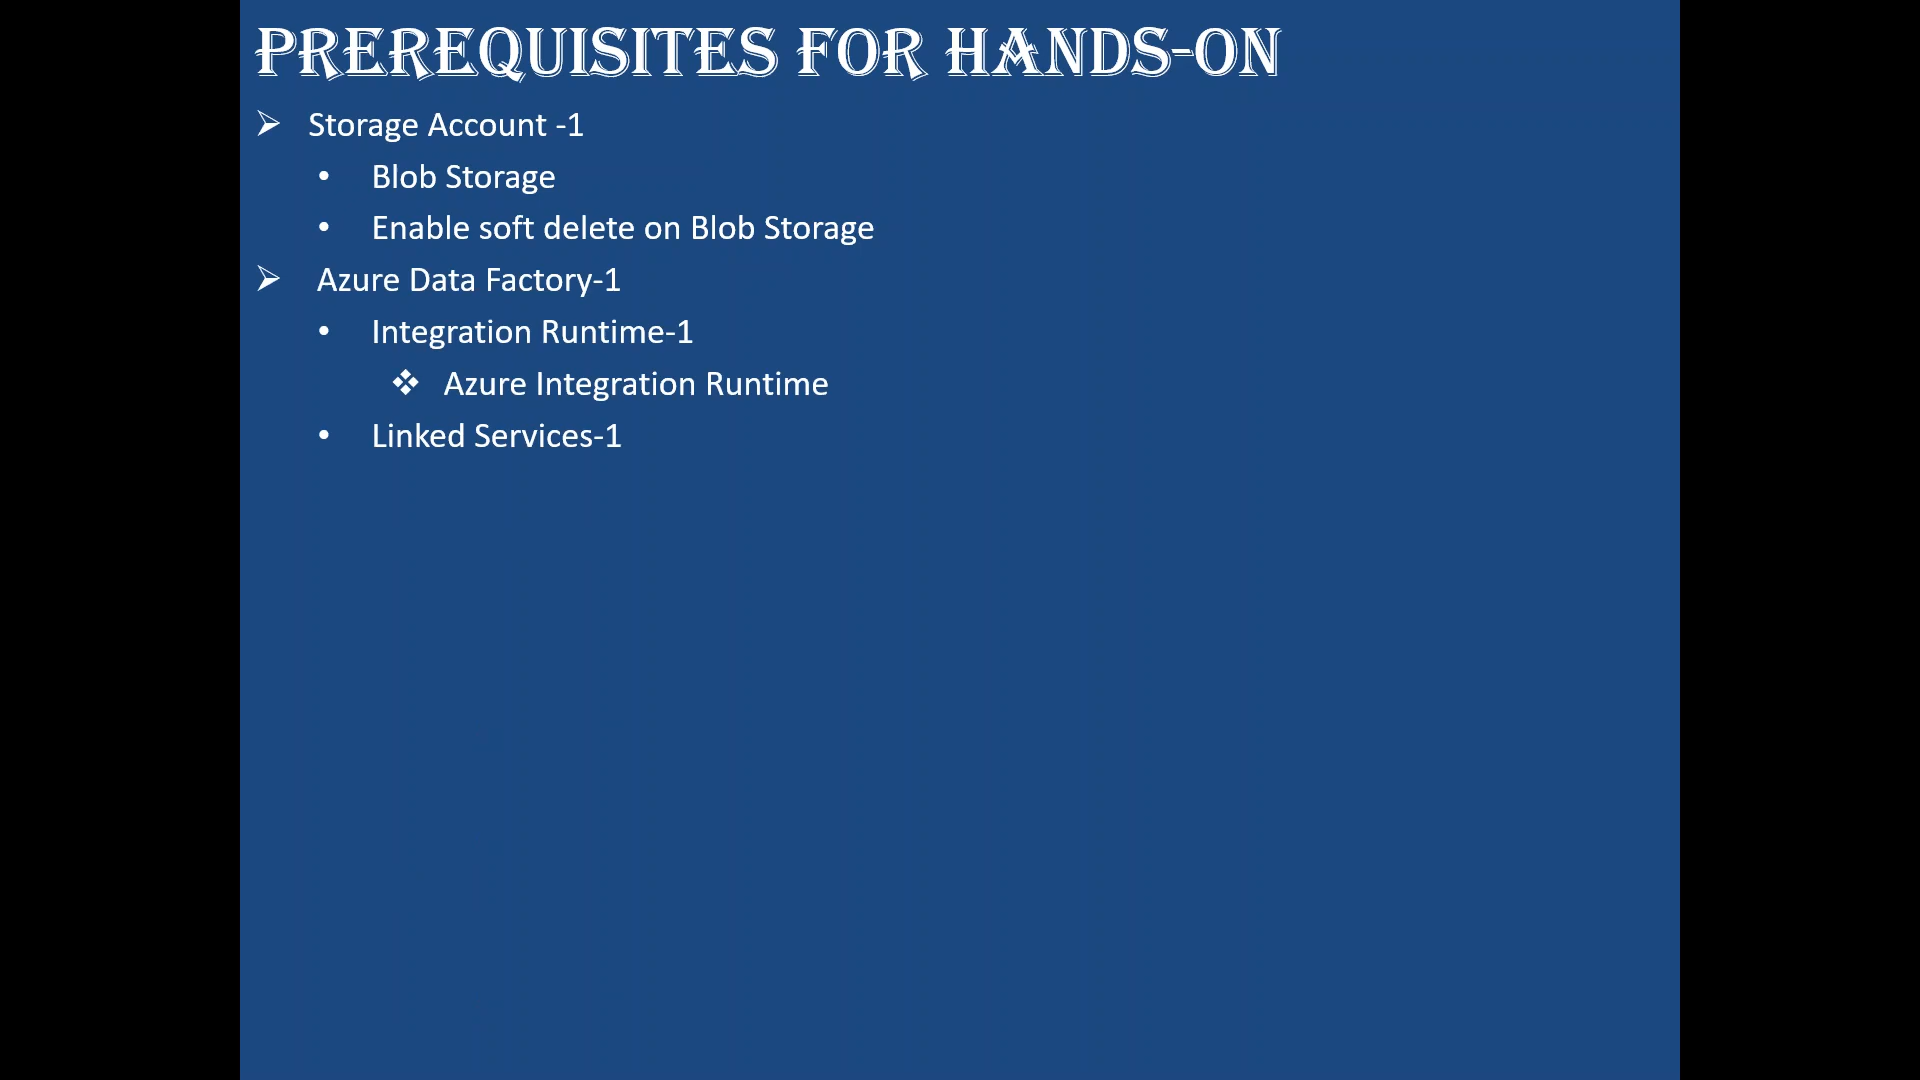 PREREQUISITES FOR HANDS-ON
➢ Storage Account -1
• Blob Storage
• Enable soft delete on Blob Storage
➢ Azure Data Factory-1
• Integration Runtime-1
❖ Azure Integration Runtime
• Linked Services-1